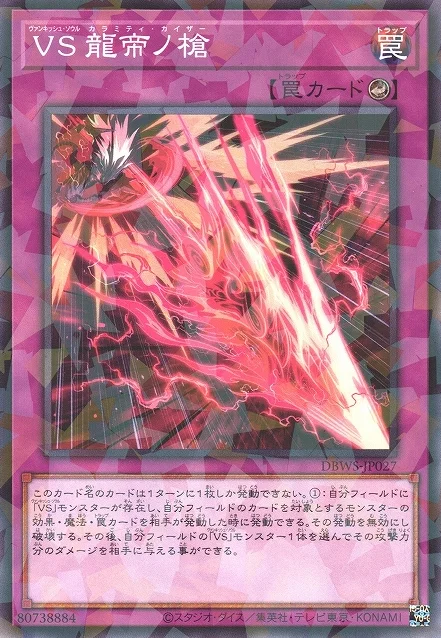 ヴァンキッシュ・ソウル カラミティ・カイザー
VS 龍帝ノ槍
罠
トラップ
【罠カード】
トラップ
DBWS-JP027
このカード名のカードは1ターンに1枚しか発動できない。①：自分フィールドに
「VS」モンスターが存在し、自分フィールドのカードを対象とするモンスターの
効果・魔法・罠カードを相手が発動した時に発動できる。その発動を無効にし
破壊する。その後、自分フィールドの「VS」モンスター1体を選んでその攻撃力
分のダメージを相手に与える事ができる。
80738884
©スタジオ・ダイス／集英社・テレビ東京・KONAMI